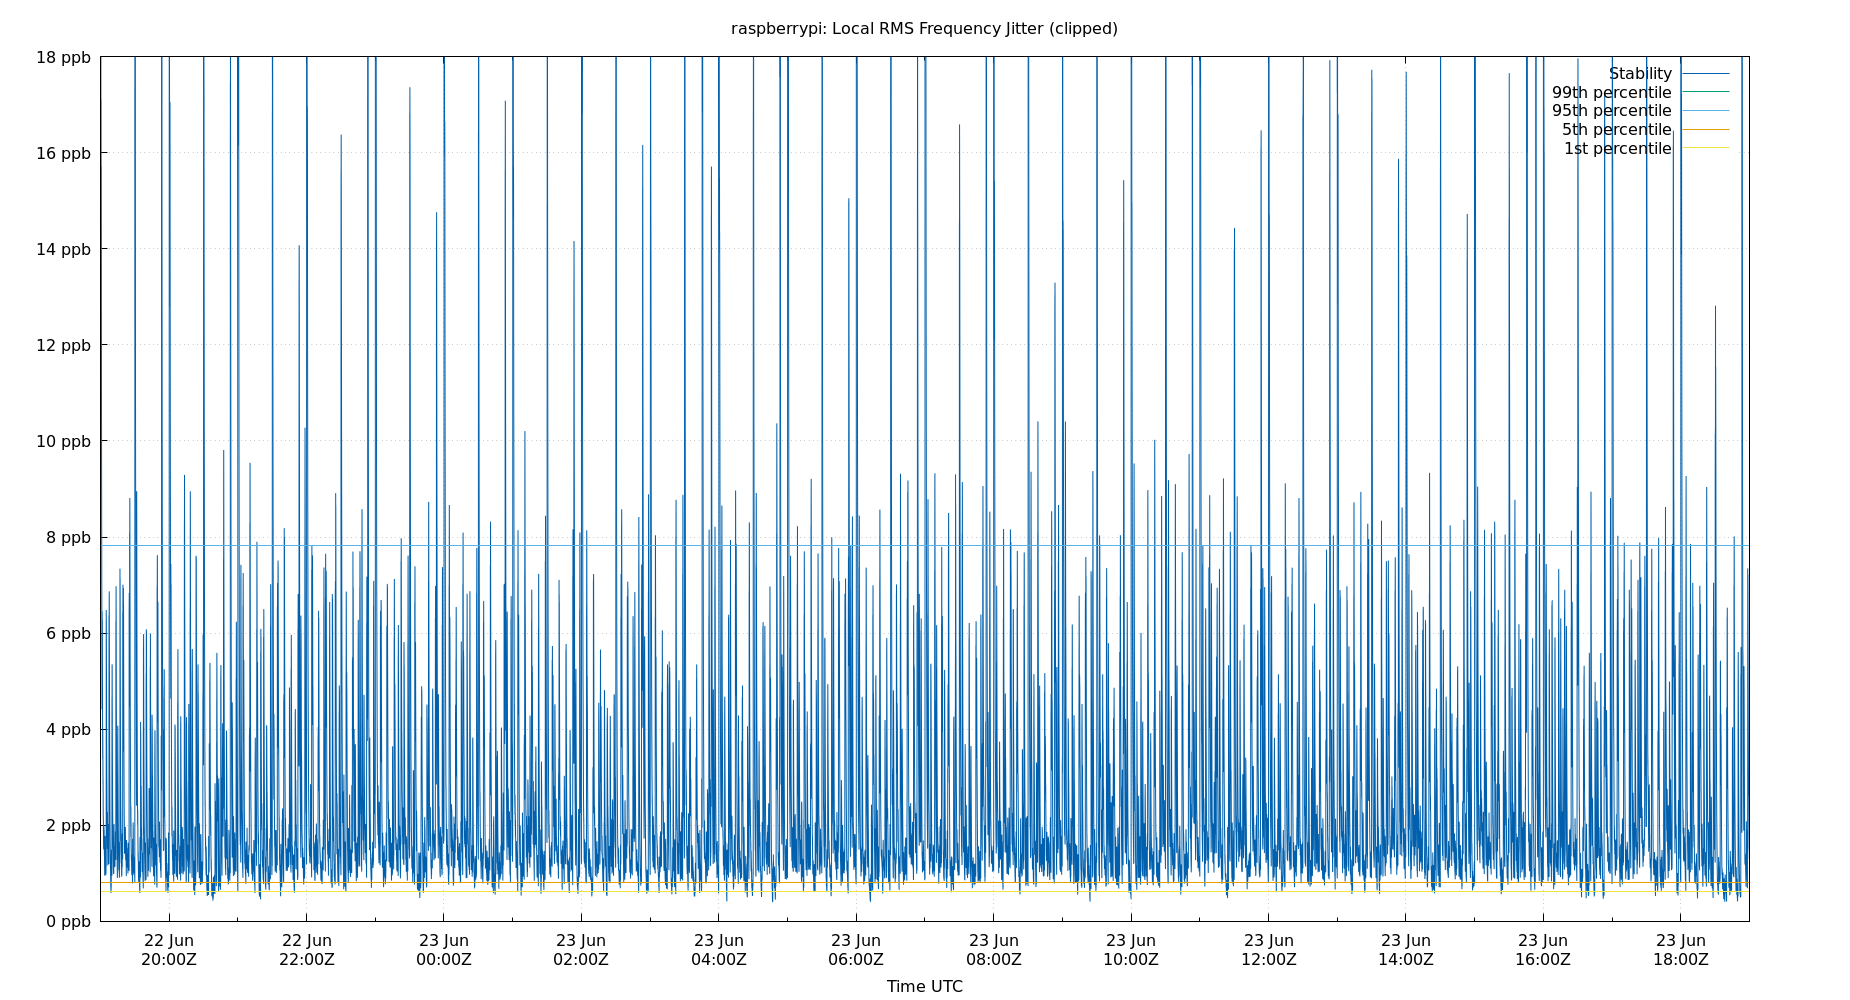 raspberrypi: Local RMS Frequency Jitter (clipped)
18 ppb
16 ppb
14 ppb
12 ppb
10 ppb
8 ppb
6 ppb
4 ppb
2 ppb
0 ppb
Stability
99th percentile
95th percentile
5th percentile
1st percentile
22 Jun
20:00Z
22 Jun
22:00Z
23 Jun
00:00Z
23 Jun
02:00Z
23 Jun
04:00Z
23 Jun
06:00Z
23 Jun
08:00Z
23 Jun
10:00Z
23 Jun
12:00Z
23 Jun
14:00Z
23 Jun
16:00Z
23 Jun
18:00Z
Time UTC